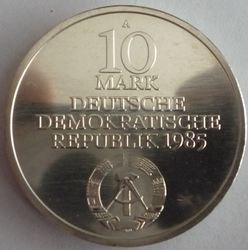 A
10
MARK
DEUTSCHE
DEMOKRATISCHE
REPUBLIK 1985